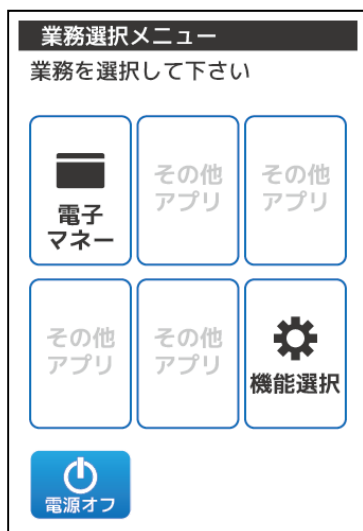 業務選択メニュー
業務を選択して下さい
電子
マネー
その他
アプリ
その他
アプリ
その他
アプリ
その他
アプリ
機能選択
電源オフ